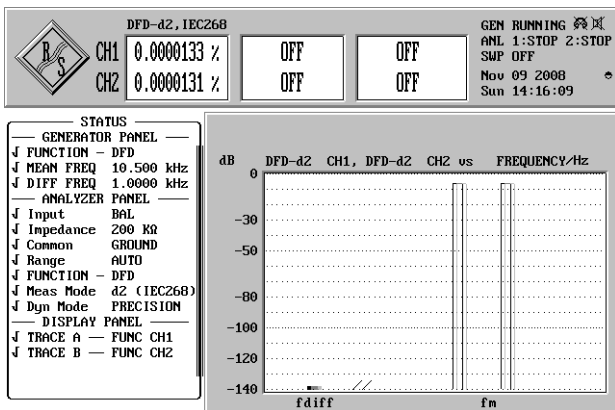 DFD-d2,IEC268
R S
CH1 0.0000133 % OFF OFF
CH2 0.0000131 % OFF OFF
GEN RUNNING
ANL 1:STOP 2:STOP
SWP OFF
Nov 09 2008
Sun 14:16:09
STATUS
GENERATOR PANEL
FUNCTION - DFD
MEAN FREQ 10.500 kHz
DIFF FREQ 1.0000 kHz
ANALYZER PANEL
Input BAL
Impedance 200 KΩ
Common GROUND
Range AUTO
FUNCTION - DFD
Meas Mode d2 (IEC268)
Dyn Mode PRECISION
DISPLAY PANEL
TRACE A — FUNC CH1
TRACE B — FUNC CH2
dB DFD-d2 CH1, DFD-d2 CH2 vs FREQUENCY/Hz
0
-30
-50
-80
-100
-120
-140
fdiff fm